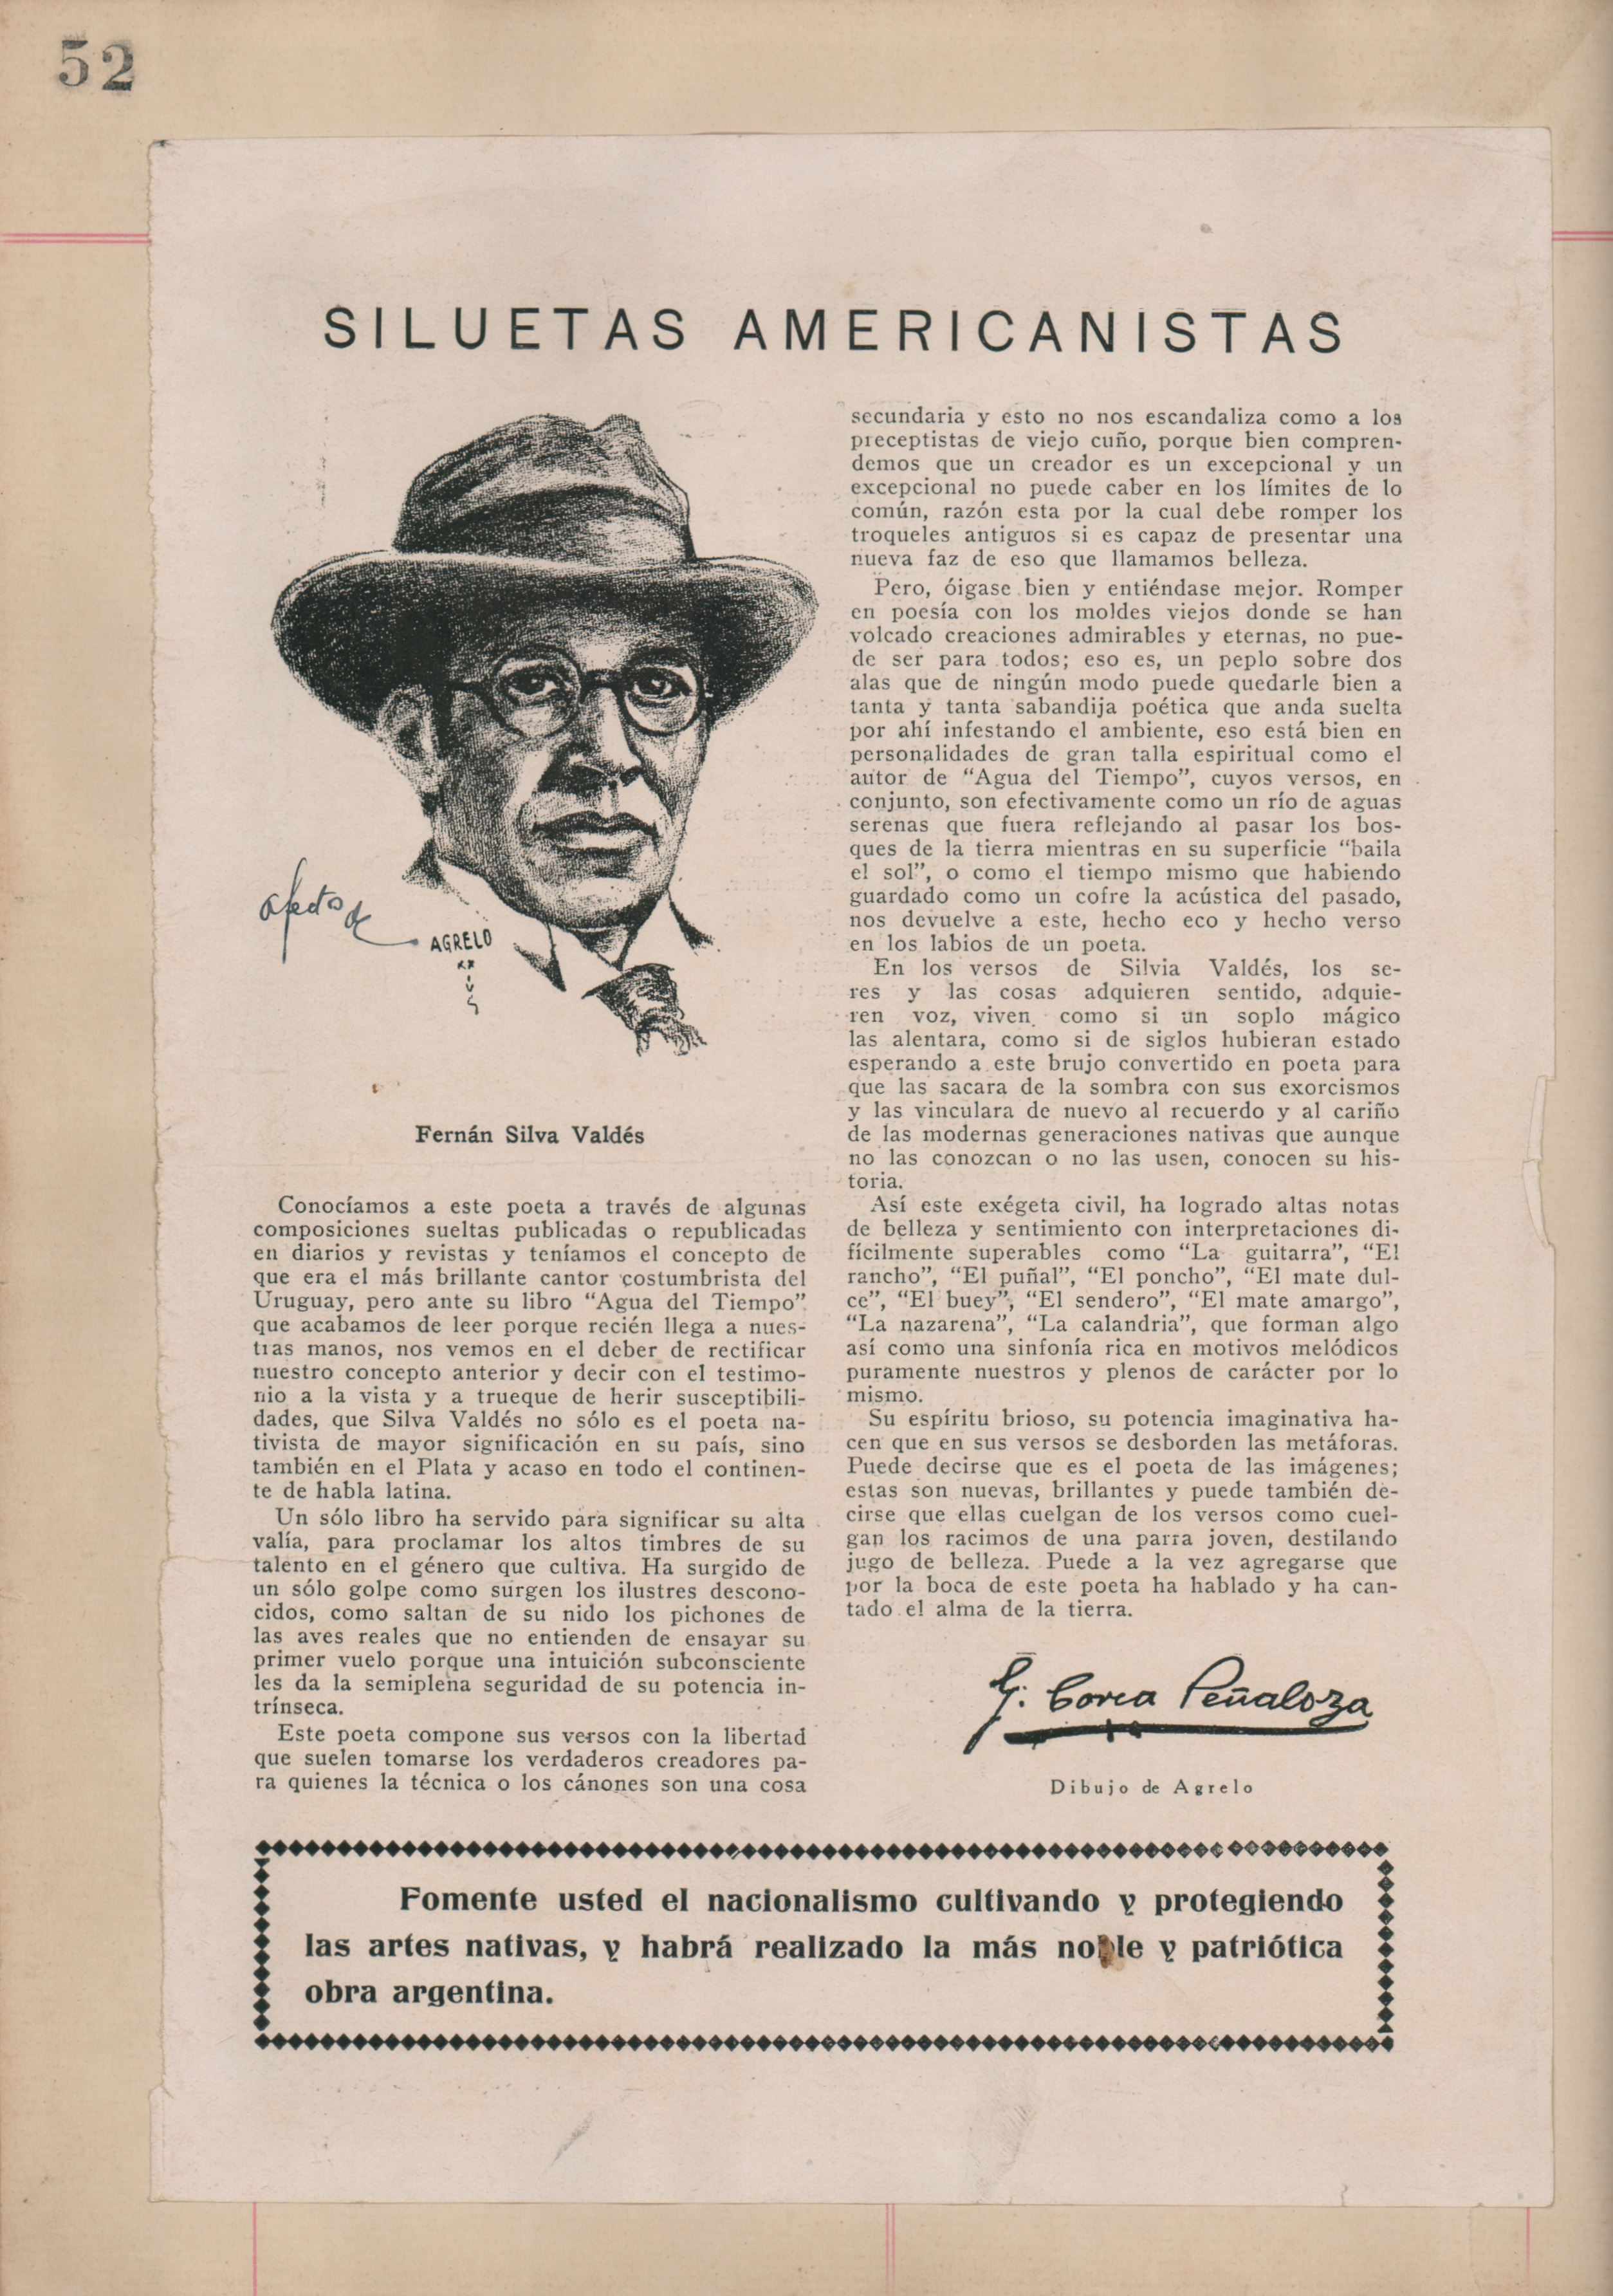 52
SILUETAS AMERICANISTAS
afectos de
AGRELO
Fernán Silva Valdés
Conocíamos a este poeta a través de algunas
composiciones sueltas publicadas o republicadas
en diarios y revistas y teníamos el concepto de
que era el más brillante cantor costumbrista del
Uruguay, pero ante su libro “Agua del Tiempo”
que acabamos de leer porque recién llega a nues-
tras manos, nos vemos en el deber de rectificar
nuestro concepto anterior y decir con el testimo-
nio a la vista y a trueque de herir susceptibili-
dades, que Silva Valdés no sólo es el poeta na-
tivista de mayor significación en su país, sino
también en el Plata y acaso en todo el continen-
te de habla latina.
Un sólo libro ha servido para significar su alta
valía, para proclamar los altos timbres de su
talento en el género que cultiva. Ha surgido de
un sólo golpe como surgen los ilustres descono-
cidos, como saltan de su nido los pichones de
las aves reales que no entienden de ensayar su
primer vuelo porque una intuición subconsciente
les da la semiplena seguridad de su potencia in-
trínseca.
Este poeta compone sus versos con la libertad
que suelen tomarse los verdaderos creadores pa-
ra quienes la técnica o los cánones son una cosa
secundaria y esto no nos escandaliza como a los
preceptistas de viejo cuño, porque bien compren-
demos que un creador es un excepcional y un
excepcional no puede caber en los límites de lo
común, razón esta por la cual debe romper los
troqueles antiguos si es capaz de presentar una
nueva faz de eso que llamamos belleza.
Pero, óigase bien y entiéndase mejor. Romper
en poesía con los moldes viejos donde se han
volcado creaciones admirables y eternas, no pue-
de ser para todos; eso es, un peplo sobre dos
alas que de ningún modo puede quedarle bien a
tanta y tanta sabandija poética que anda suelta
por ahí infestando el ambiente, eso está bien en
personalidades de gran talla espiritual como el
autor de “Agua del Tiempo”, cuyos versos, en
conjunto, son efectivamente como un río de aguas
serenas que fuera reflejando al pasar los bos-
ques de la tierra mientras en su superficie “baila
el sol”, o como el tiempo mismo que habiendo
guardado como un cofre la acústica del pasado,
nos devuelve a este, hecho eco y hecho verso
en los labios de un poeta.
En los versos de Silvia Valdés, los se-
res y las cosas adquieren sentido, adquie-
ren voz, viven como si un soplo mágico
las alentara, como si de siglos hubieran estado
esperando a este brujo convertido en poeta para
que las sacara de la sombra con sus exorcismos
y las vinculara de nuevo al recuerdo y al cariño
de las modernas generaciones nativas que aunque
no las conozcan o no las usen, conocen su his-
toria.
Así este exégeta civil, ha logrado altas notas
de belleza y sentimiento con interpretaciones di-
fícilmente superables como “La guitarra”, “El
rancho”, “El puñal”, “El poncho”, “El mate dul-
ce”, “El buey”, “El sendero”, “El mate amargo”,
“La nazarena”, “La calandria”, que forman algo
así como una sinfonía rica en motivos melódicos
puramente nuestros y plenos de carácter por lo
mismo.
Su espíritu brioso, su potencia imaginativa ha-
cen que en sus versos se desborden las metáforas.
Puede decirse que es el poeta de las imágenes;
estas son nuevas, brillantes y puede también de-
cirse que ellas cuelgan de los versos como cuel-
gan los racimos de una parra joven, destilando
jugo de belleza. Puede a la vez agregarse que
por la boca de este poeta ha hablado y ha can-
tado el alma de la tierra.
G. Corea Peñaloza
Dibujo de Agrelo
Fomente usted el nacionalismo cultivando y protegiendo
las artes nativas, y habrá realizado la más noble y patriótica
obra argentina.